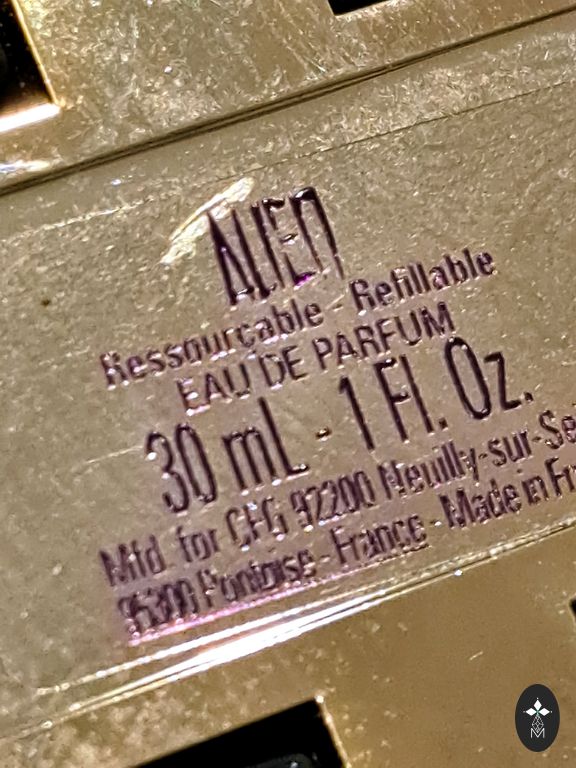 ALIEN
Ressourçable - Refillable
EAU DE PARFUM
30 mL - 1 Fl. Oz.
Mfd. for CFG 92200 Neuilly-sur-Se
95300 Pontoise - France - Made in Fr